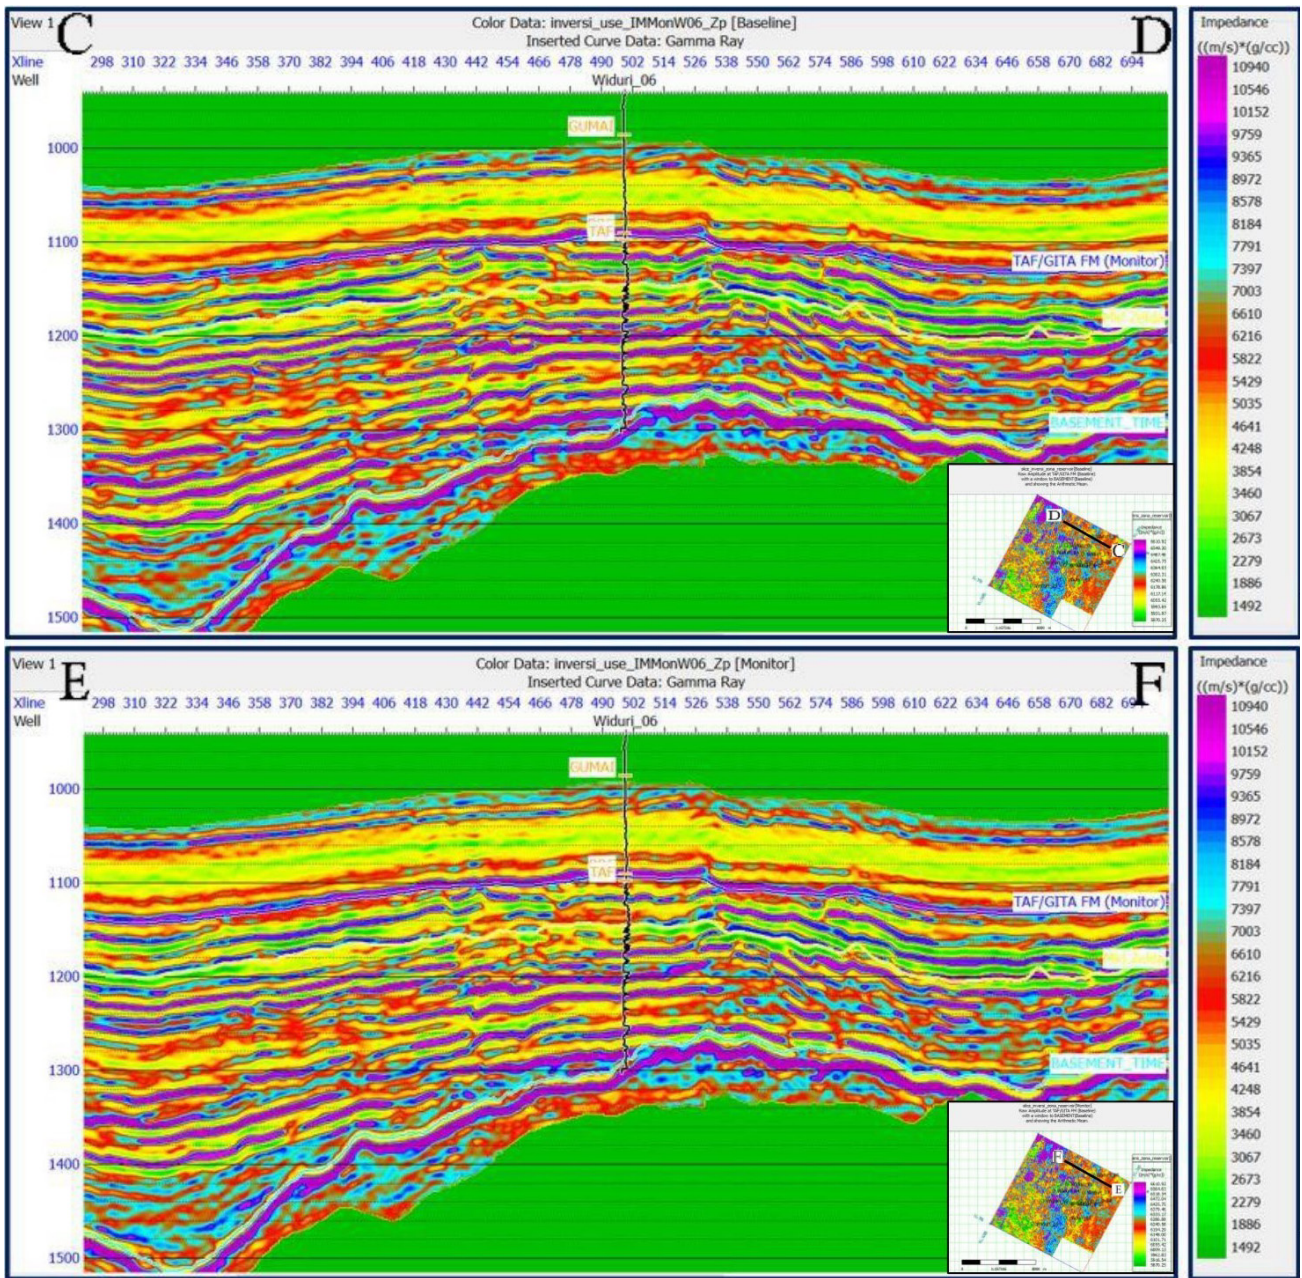 View 1
C
Color Data: inversi_use_IMMonW06_Zp [Baseline]
Inserted Curve Data: Gamma Ray
D
Xline 298 310 322 334 346 358 370 382 394 406 418 430 442 454 466 478 490 502 514 526 538 550 562 574 586 598 610 622 634 646 658 670 682 694
Well
Widuri_06
GUMAI
1000
TAF
1100
TAF/GITA FM (Monitor)
1200
1300
BASEMENT_TIME
1400
1500
D
C
Impedance
((m/s)*(g/cc))
10940
10546
10152
9759
9365
8972
8578
8184
7791
7397
7003
6610
6216
5822
5429
5035
4641
4248
3854
3460
3067
2673
2279
1886
1492
View 1
E
Color Data: inversi_use_IMMonW06_Zp [Monitor]
Inserted Curve Data: Gamma Ray
F
Xline 298 310 322 334 346 358 370 382 394 406 418 430 442 454 466 478 490 502 514 526 538 550 562 574 586 598 610 622 634 646 658 670 682
Well
Widuri_06
GUMAI
1000
TAF
1100
TAF/GITA FM (Monitor)
1200
1300
BASEMENT_TIME
1400
1500
F
E
Impedance
((m/s)*(g/cc))
10940
10546
10152
9759
9365
8972
8578
8184
7791
7397
7003
6610
6216
5822
5429
5035
4641
4248
3854
3460
3067
2673
2279
1886
1492